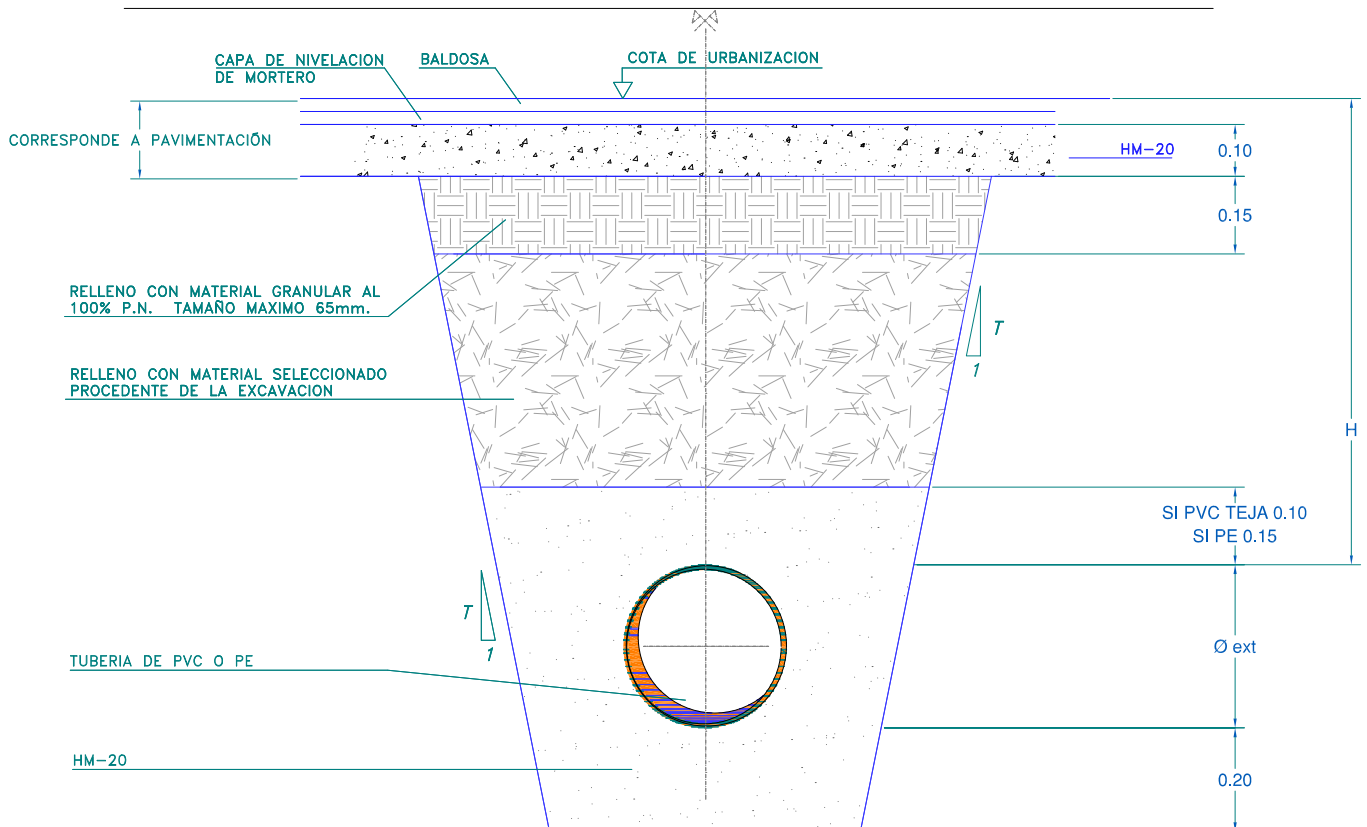 CAPA DE NIVELACION
DE MORTERO
BALDOSA
COTA DE URBANIZACION
CORRESPONDE A PAVIMENTACIÓN
HM-20
0.10
0.15
RELLENO CON MATERIAL GRANULAR AL
100% P.N. TAMAÑO MAXIMO 65mm.
T
1
RELLENO CON MATERIAL SELECCIONADO
PROCEDENTE DE LA EXCAVACION
H
SI PVC TEJA 0.10
SI PE 0.15
T
1
Ø ext
TUBERIA DE PVC O PE
HM-20
0.20